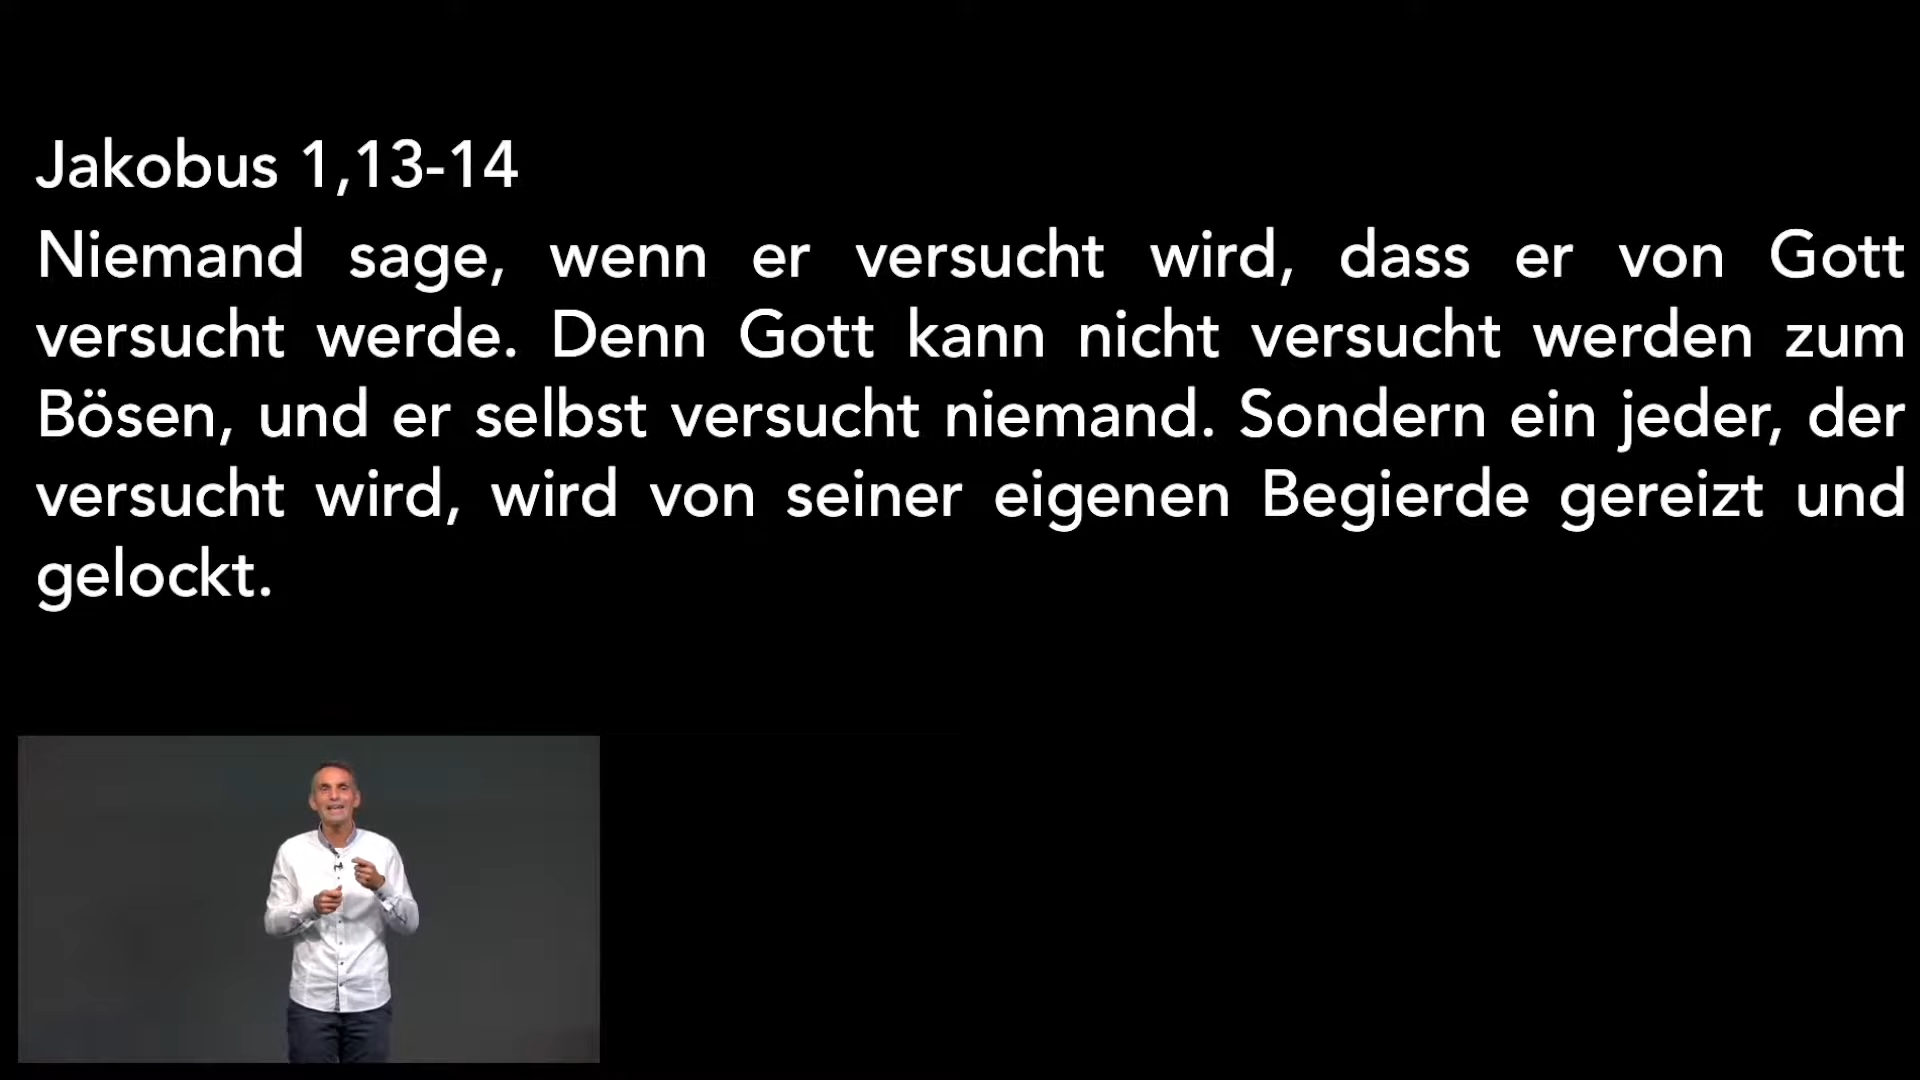 Jakobus 1,13-14
Niemand sage, wenn er versucht wird, dass er von Gott
versucht werde. Denn Gott kann nicht versucht werden zum
Bösen, und er selbst versucht niemand. Sondern ein jeder, der
versucht wird, wird von seiner eigenen Begierde gereizt und
gelockt.